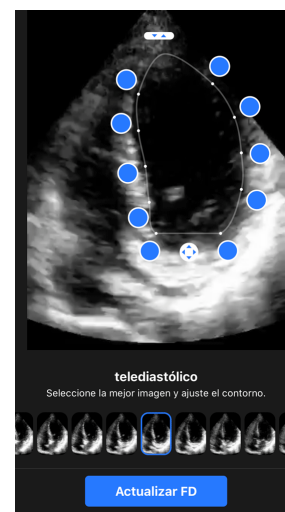 telediastólico
Seleccione la mejor imagen y ajuste el contorno.
Actualizar FD